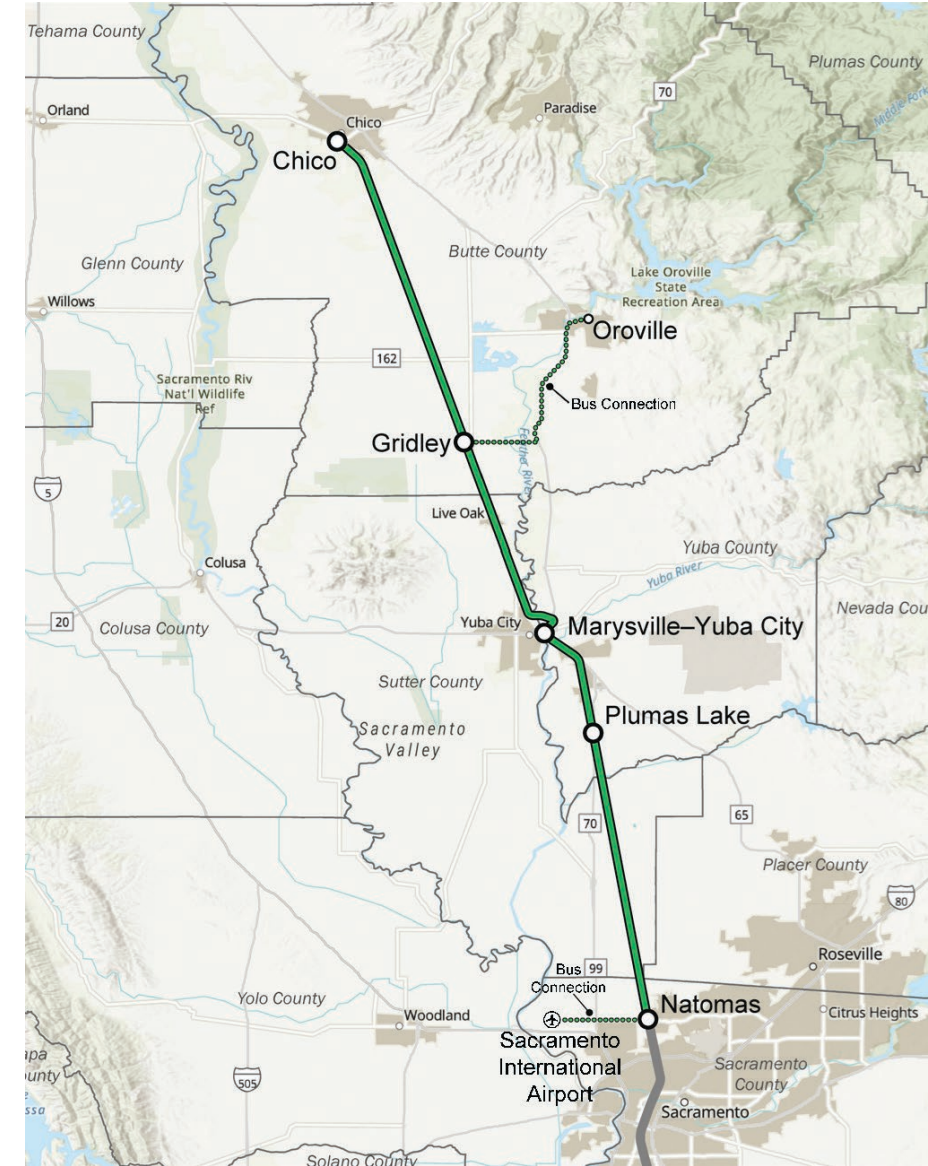 Tehama County
Plumas County
70
Orland
Paradise
Chico
Middle Fork
Chico
Butte County
Glenn County
Lake Oroville
State
Recreation Area
Willows
Oroville
162
Sacramento Riv
Nat'l Wildlife
Ref
Bus Connection
Gridley
Feather River
5
Live Oak
Yuba County
Colusa
Yuba River
20
Colusa County
Nevada Cou
Yuba City
Marysville–Yuba City
Sutter County
Plumas Lake
Sacramento
Valley
70
65
Placer County
80
Roseville
Bus
Connection
99
Yolo County
Natomas
Woodland
Citrus Heights
Sacramento
International
Airport
apa
unty
505
Sacramento
County
Sacramento
ssa
Solano County